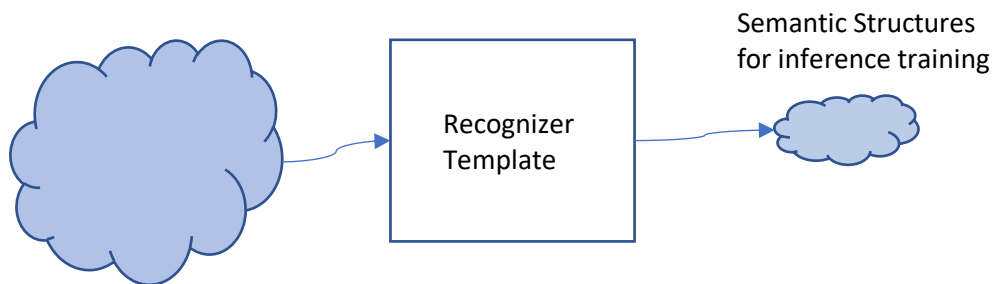 Semantic Structures
for inference training
Recognizer
Template